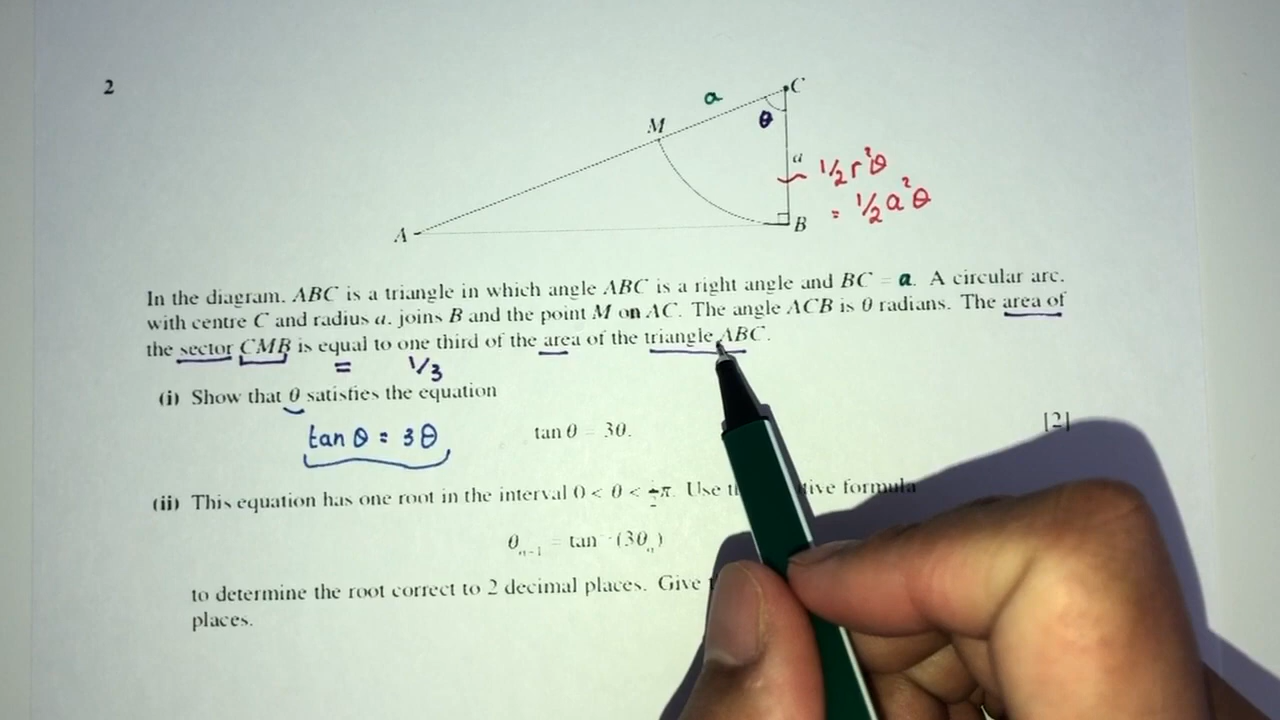 2
a
C
M
θ
a
½ r²θ
= ½ a²θ
A
B
In the diagram, ABC is a triangle in which angle ABC is a right angle and BC = a. A circular arc,
with centre C and radius a, joins B and the point M on AC. The angle ACB is θ radians. The area of
the sector CMB is equal to one third of the area of the triangle ABC.
= 1/3
(i) Show that θ satisfies the equation
tan θ = 3θ
tan θ = 3θ.
[2]
(ii) This equation has one root in the interval 0 < θ < ½π. Use tive formula
θₙ₊₁ = tan⁻¹(3θₙ)
to determine the root correct to 2 decimal places. Give
places.